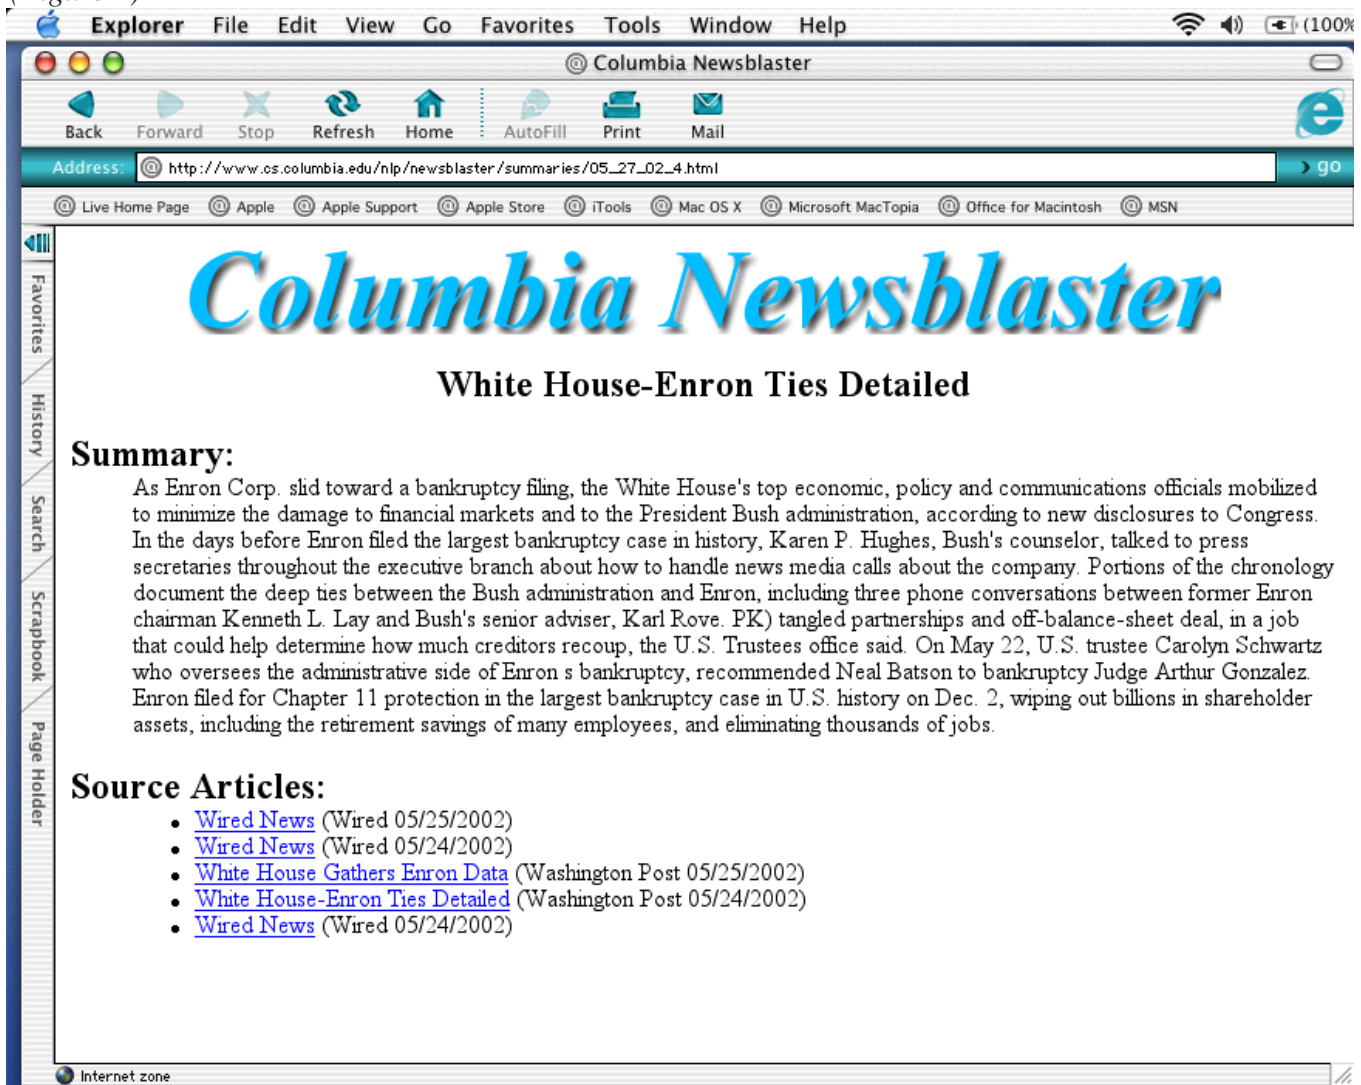 Explorer File Edit View Go Favorites Tools Window Help (100%
Columbia Newsblaster
Back Forward Stop Refresh Home AutoFill Print Mail
Address: http://www.cs.columbia.edu/nlp/newsblaster/summaries/05_27_02_4.html go
Live Home Page Apple Apple Support Apple Store iTools Mac OS X Microsoft MacTopia Office for Macintosh MSN
Favorites
History
Search
Scrapbook
Page Holder
Columbia Newsblaster
White House-Enron Ties Detailed
Summary:
As Enron Corp. slid toward a bankruptcy filing, the White House's top economic, policy and communications officials mobilized
to minimize the damage to financial markets and to the President Bush administration, according to new disclosures to Congress.
In the days before Enron filed the largest bankruptcy case in history, Karen P. Hughes, Bush's counselor, talked to press
secretaries throughout the executive branch about how to handle news media calls about the company. Portions of the chronology
document the deep ties between the Bush administration and Enron, including three phone conversations between former Enron
chairman Kenneth L. Lay and Bush's senior adviser, Karl Rove. PK) tangled partnerships and off-balance-sheet deal, in a job
that could help determine how much creditors recoup, the U.S. Trustees office said. On May 22, U.S. trustee Carolyn Schwartz
who oversees the administrative side of Enron s bankruptcy, recommended Neal Batson to bankruptcy Judge Arthur Gonzalez.
Enron filed for Chapter 11 protection in the largest bankruptcy case in U.S. history on Dec. 2, wiping out billions in shareholder
assets, including the retirement savings of many employees, and eliminating thousands of jobs.
Source Articles:
Wired News (Wired 05/25/2002)
Wired News (Wired 05/24/2002)
White House Gathers Enron Data (Washington Post 05/25/2002)
White House-Enron Ties Detailed (Washington Post 05/24/2002)
Wired News (Wired 05/24/2002)
Internet zone